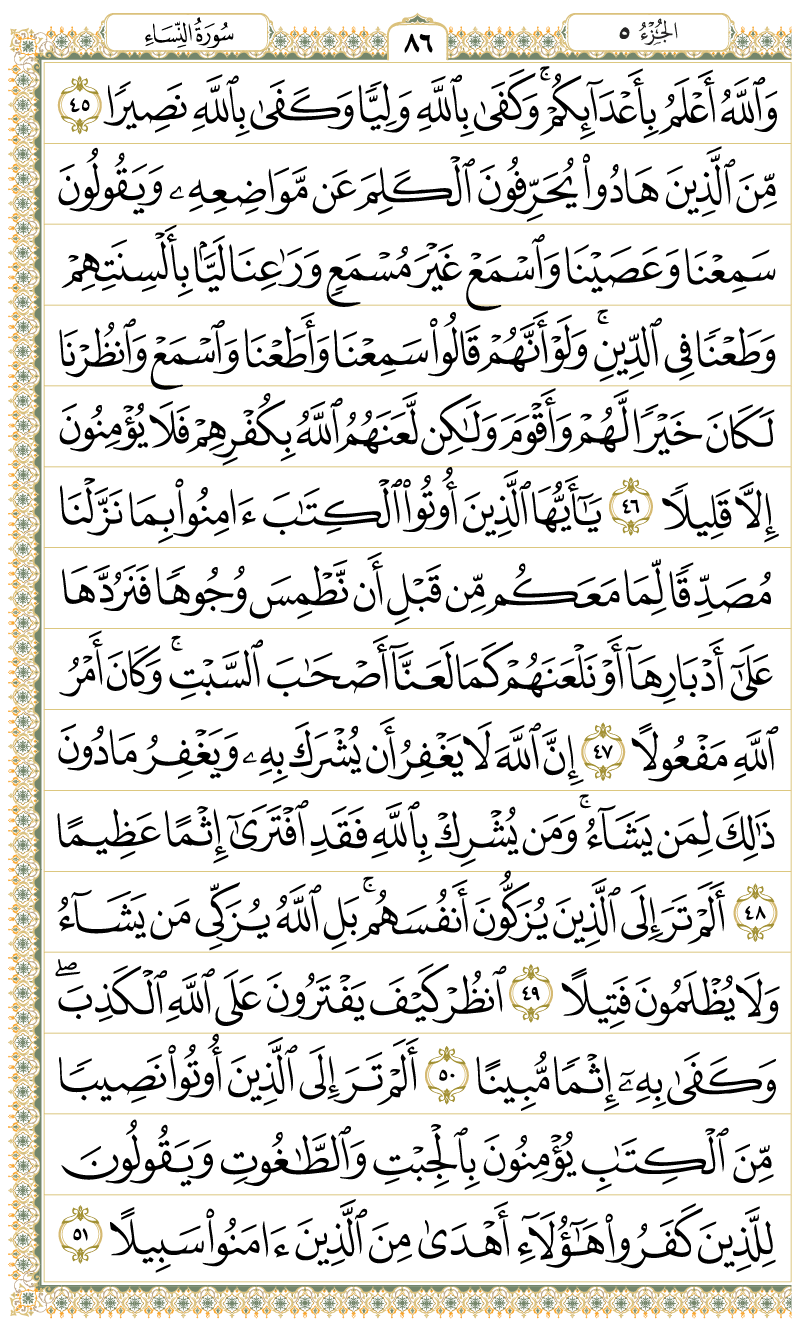 الجُزْءُ ٥
٨٦
سُورَةُ النِّسَاءِ
وَٱللَّهُ أَعْلَمُ بِأَعْدَآئِكُمْۚ وَكَفَىٰ بِٱللَّهِ وَلِيًّا وَكَفَىٰ بِٱللَّهِ نَصِيرًا ٤٥
مِّنَ ٱلَّذِينَ هَادُوا۟ يُحَرِّفُونَ ٱلْكَلِمَ عَن مَّوَاضِعِهِۦ وَيَقُولُونَ
سَمِعْنَا وَعَصَيْنَا وَٱسْمَعْ غَيْرَ مُسْمَعٍ وَرَٰعِنَا لَيًّۢا بِأَلْسِنَتِهِمْ
وَطَعْنًا فِى ٱلدِّينِۚ وَلَوْ أَنَّهُمْ قَالُوا۟ سَمِعْنَا وَأَطَعْنَا وَٱسْمَعْ وَٱنظُرْنَا
لَكَانَ خَيْرًا لَّهُمْ وَأَقْوَمَ وَلَٰكِن لَّعَنَهُمُ ٱللَّهُ بِكُفْرِهِمْ فَلَا يُؤْمِنُونَ
إِلَّا قَلِيلًا ٤٦ يَٰٓأَيُّهَا ٱلَّذِينَ أُوتُوا۟ ٱلْكِتَٰبَ ءَامِنُوا۟ بِمَا نَزَّلْنَا
مُصَدِّقًا لِّمَا مَعَكُم مِّن قَبْلِ أَن نَّطْمِسَ وُجُوهًا فَنَرُدَّهَا
عَلَىٰٓ أَدْبَارِهَآ أَوْ نَلْعَنَهُمْ كَمَا لَعَنَّآ أَصْحَٰبَ ٱلسَّبْتِۚ وَكَانَ أَمْرُ
ٱللَّهِ مَفْعُولًا ٤٧ إِنَّ ٱللَّهَ لَا يَغْفِرُ أَن يُشْرَكَ بِهِۦ وَيَغْفِرُ مَا دُونَ
ذَٰلِكَ لِمَن يَشَآءُۚ وَمَن يُشْرِكْ بِٱللَّهِ فَقَدِ ٱفْتَرَىٰٓ إِثْمًا عَظِيمًا
٤٨ أَلَمْ تَرَ إِلَى ٱلَّذِينَ يُزَكُّونَ أَنفُسَهُمۚ بَلِ ٱللَّهُ يُزَكِّى مَن يَشَآءُ
وَلَا يُظْلَمُونَ فَتِيلًا ٤٩ ٱنظُرْ كَيْفَ يَفْتَرُونَ عَلَى ٱللَّهِ ٱلْكَذِبَۖ
وَكَفَىٰ بِهِۦٓ إِثْمًا مُّبِينًا ٥٠ أَلَمْ تَرَ إِلَى ٱلَّذِينَ أُوتُوا۟ نَصِيبًا
مِّنَ ٱلْكِتَٰبِ يُؤْمِنُونَ بِٱلْجِبْتِ وَٱلطَّٰغُوتِ وَيَقُولُونَ
لِلَّذِينَ كَفَرُوا۟ هَٰٓؤُلَآءِ أَهْدَىٰ مِنَ ٱلَّذِينَ ءَامَنُوا۟ سَبِيلًا ٥١